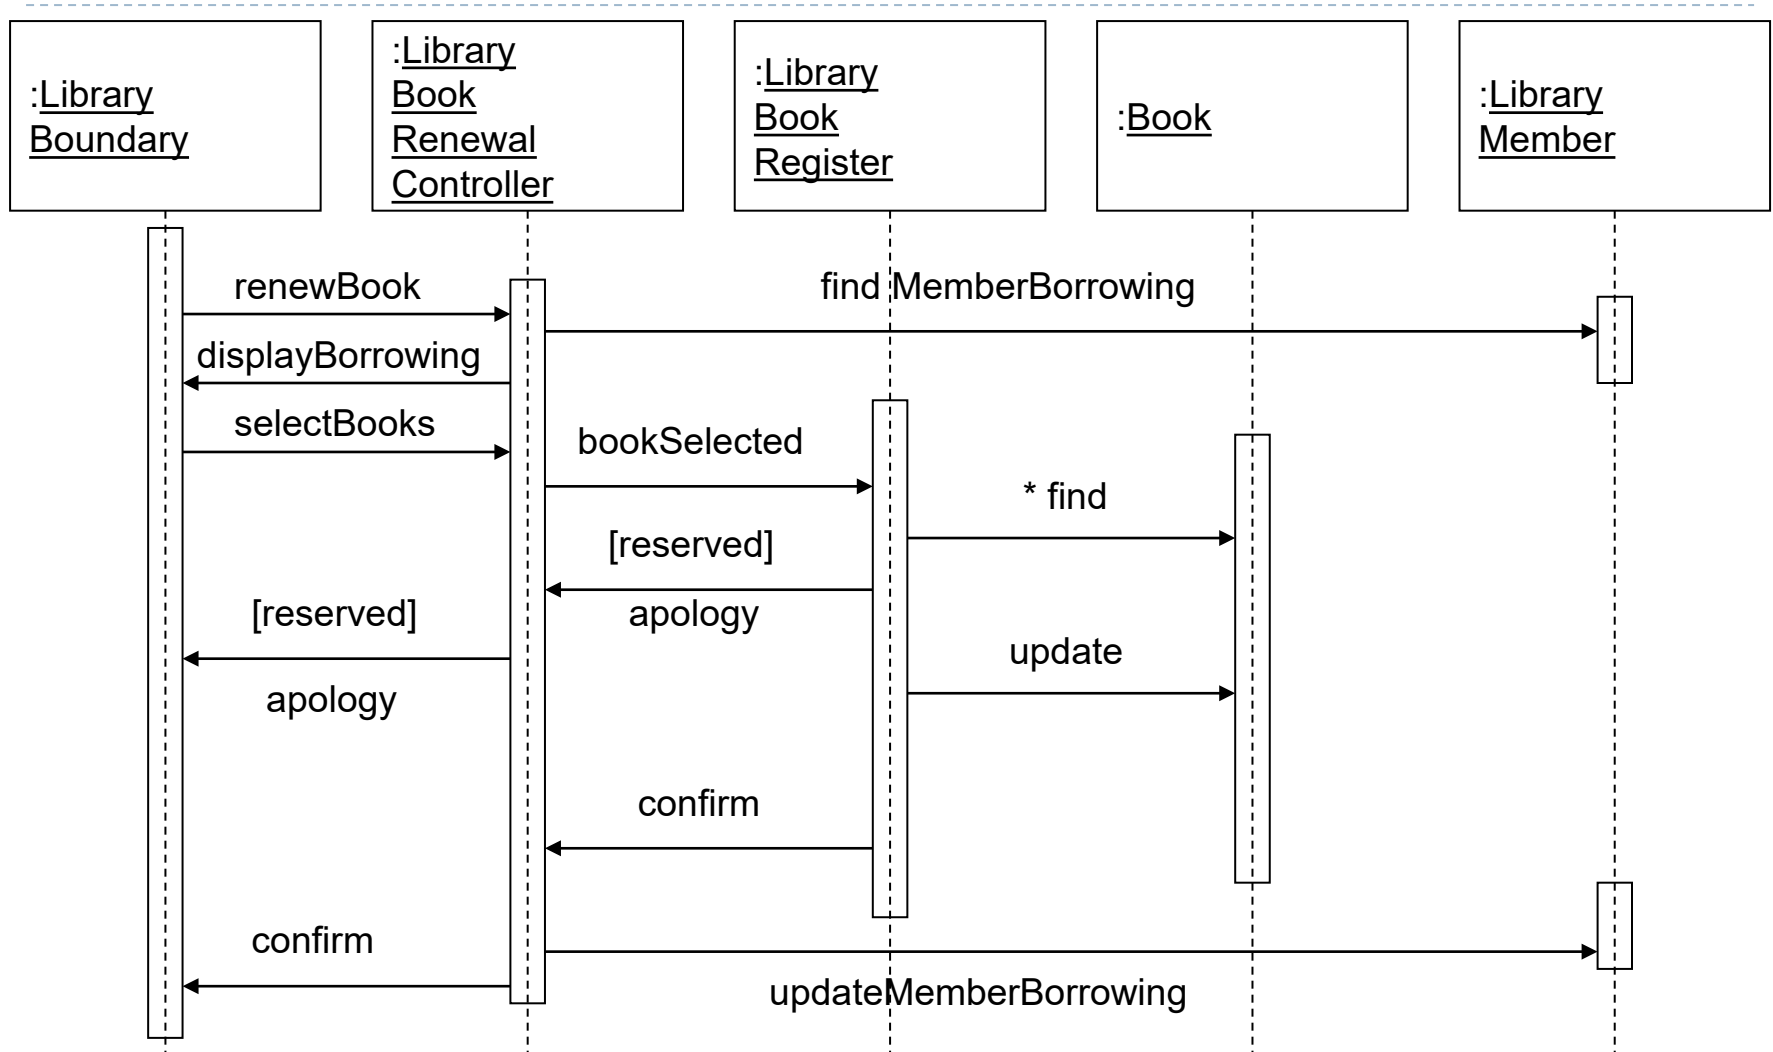 :Library
Boundary
:Library
Book
Renewal
Controller
:Library
Book
Register
:Book
:Library
Member
renewBook
find MemberBorrowing
displayBorrowing
selectBooks
bookSelected
* find
[reserved]
apology
[reserved]
apology
update
confirm
confirm
updateMemberBorrowing